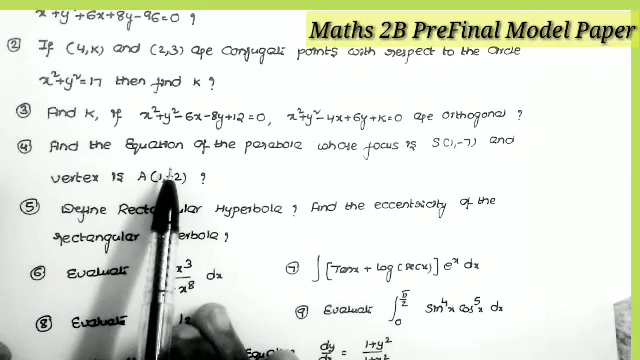 x²+y²+6x+8y-96=0 ?
Maths 2B PreFinal Model Paper
② If (4,K) and (2,3) are conjugate points with respect to the circle
x²+y²=17 then find K ?
③ Find K, if x²+y²-6x-8y+12=0, x²+y²-4x+6y+K=0 are orthogonal ?
④ Find the Equation of the parabola whose focus is S(1,-7) and
vertex is A(1,-2) ?
⑤ Define Rectangular Hyperbola ? Find the eccentricity of the
rectangular ?
⑥ Evaluate x³/x⁸ dx
⑦ ∫[Tanx + log(secx)] eˣ dx
⑧ Evaluate
⑨ Evaluate ∫₀^(π/2) sin⁴x cos⁵x dx
dy/dx = 1+y²/1+x²